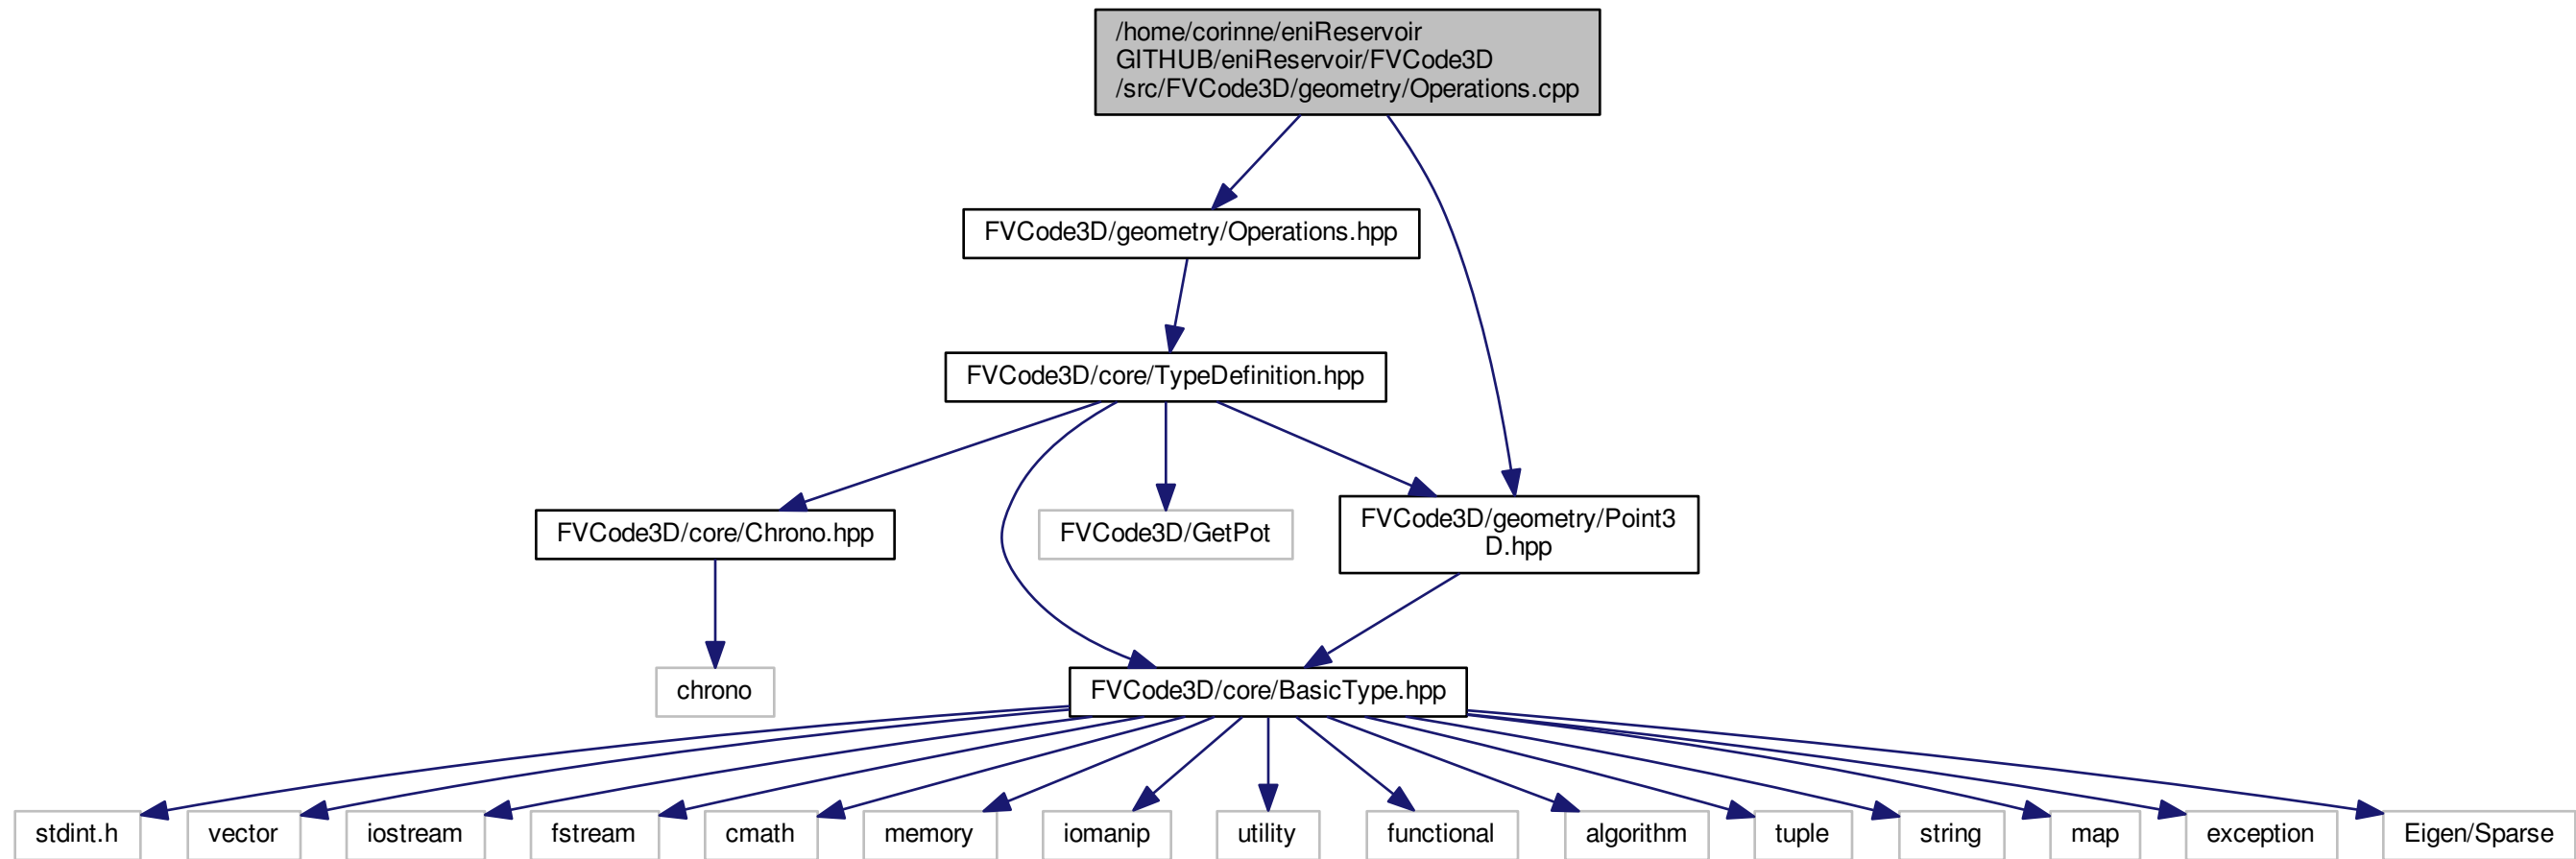 /home/corinne/eniReservoir
GITHUB/eniReservoir/FVCode3D
/src/FVCode3D/geometry/Operations.cpp
FVCode3D/geometry/Operations.hpp
FVCode3D/core/TypeDefinition.hpp
FVCode3D/core/Chrono.hpp
FVCode3D/GetPot
FVCode3D/geometry/Point3
D.hpp
chrono
FVCode3D/core/BasicType.hpp
stdint.h
vector
iostream
fstream
cmath
memory
iomanip
utility
functional
algorithm
tuple
string
map
exception
Eigen/Sparse